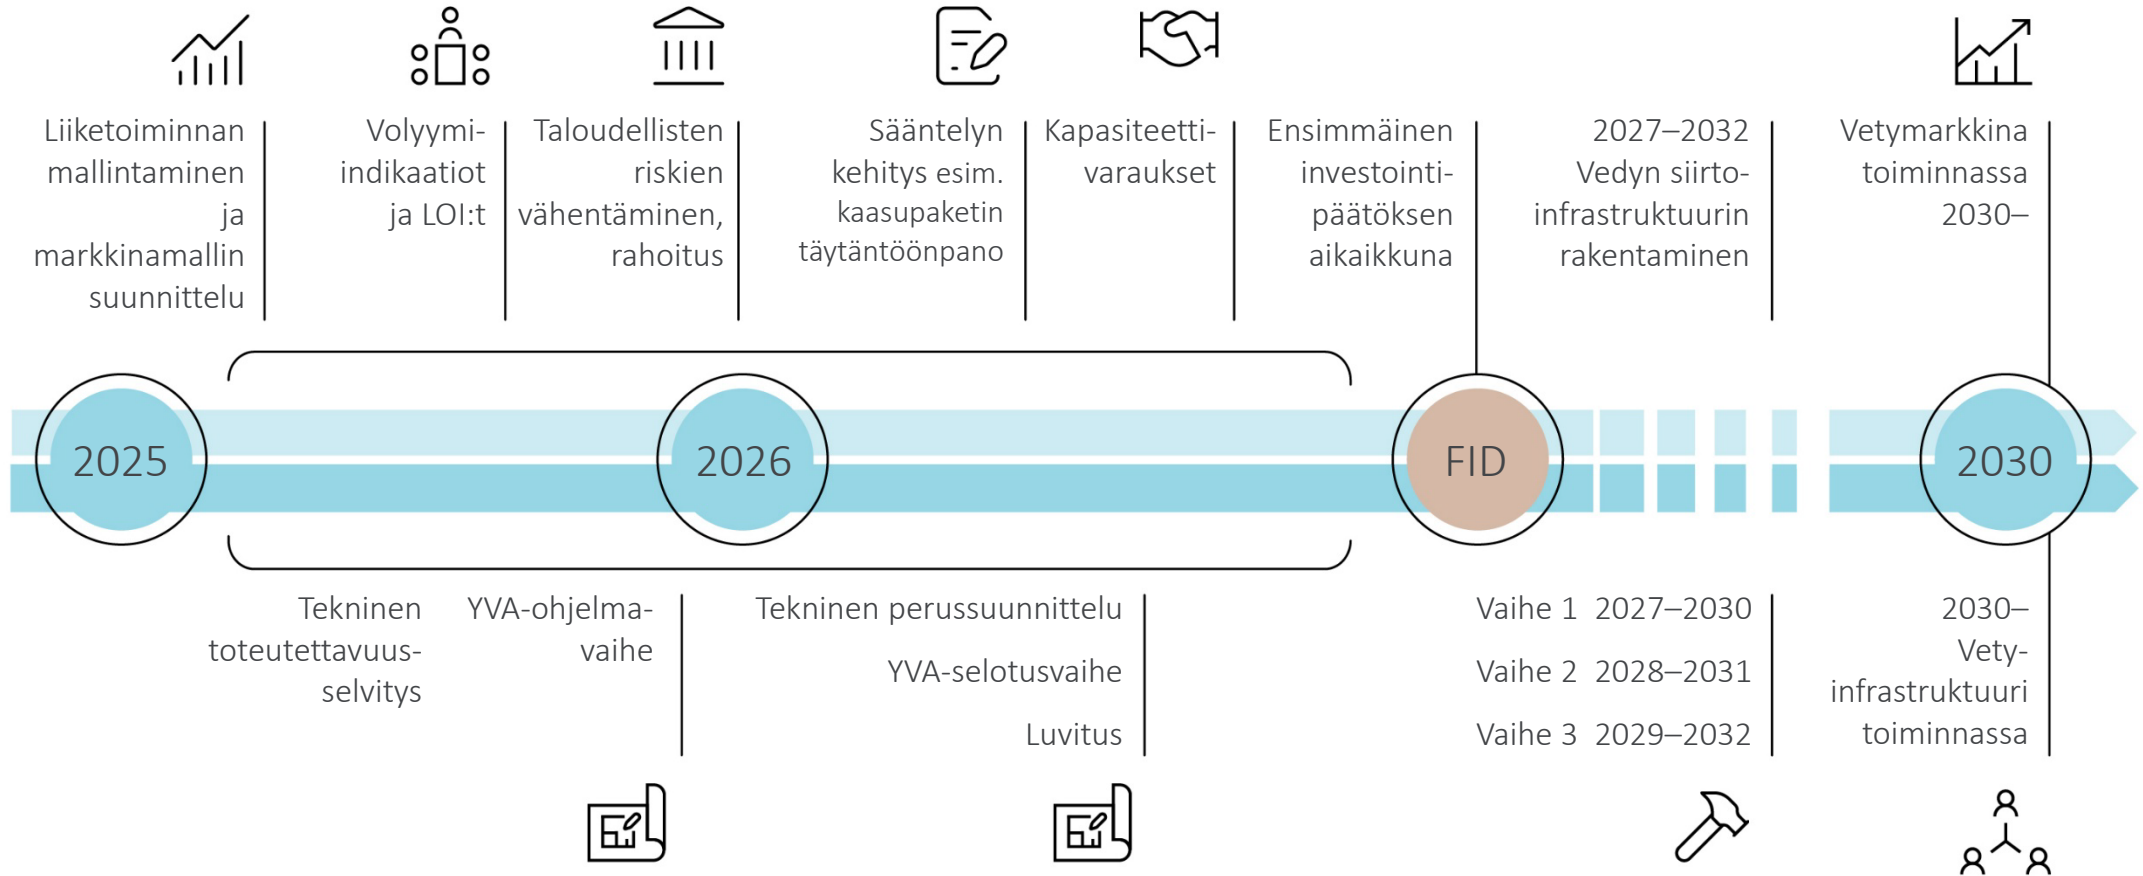 Liiketoiminnan
mallintaminen
ja
markkinamallin
suunnittelu
Volyymi-
indikaatiot
ja LOI:t
Taloudellisten
riskien
vähentäminen,
rahoitus
Sääntelyn
kehitys esim.
kaasupaketin
täytäntöönpano
Kapasiteetti-
varaukset
Ensimmäinen
investointi-
päätöksen
aikaikkuna
2027–2032
Vedyn siirto-
infrastruktuurin
rakentaminen
Vetymarkkina
toiminnassa
2030–
2025
2026
FID
2030
Tekninen
toteutettavuus-
selvitys
YVA-ohjelma-
vaihe
Tekninen perussuunnittelu
YVA-selotusvaihe
Luvitus
Vaihe 1 2027–2030
Vaihe 2 2028–2031
Vaihe 3 2029–2032
2030–
Vety-
infrastruktuuri
toiminnassa